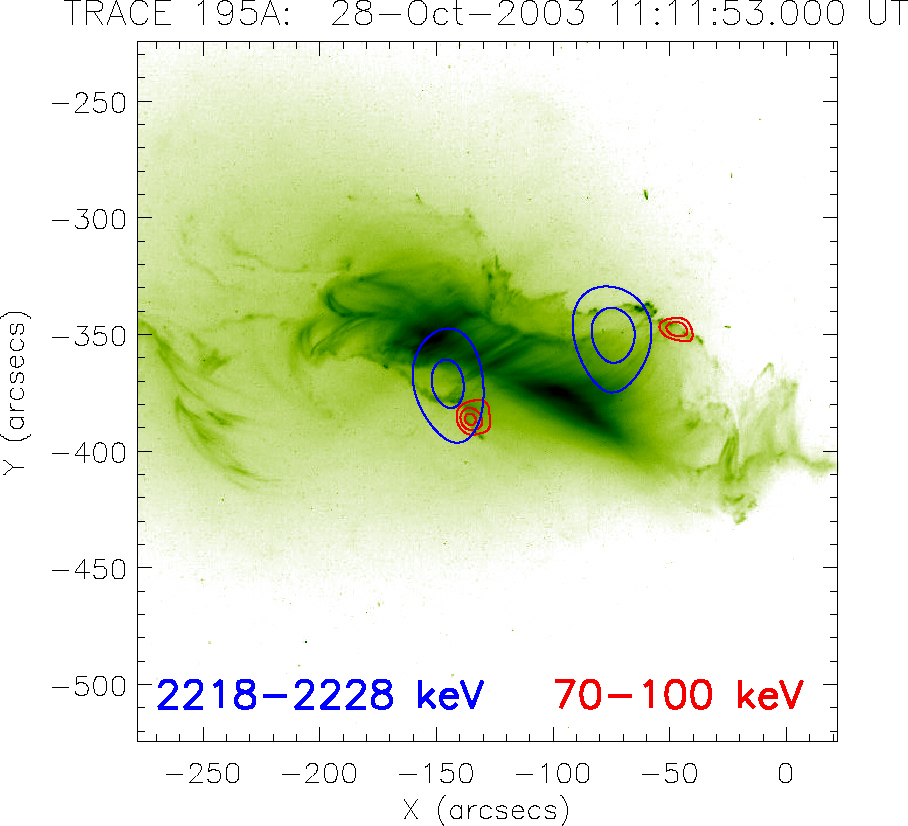 TRACE 195A: 28-Oct-2003 11:11:53.000 UT
-250
-300
-350
-400
-450
-500
Y (arcsecs)
2218-2228 keV 70-100 keV
-250 -200 -150 -100 -50 0
X (arcsecs)